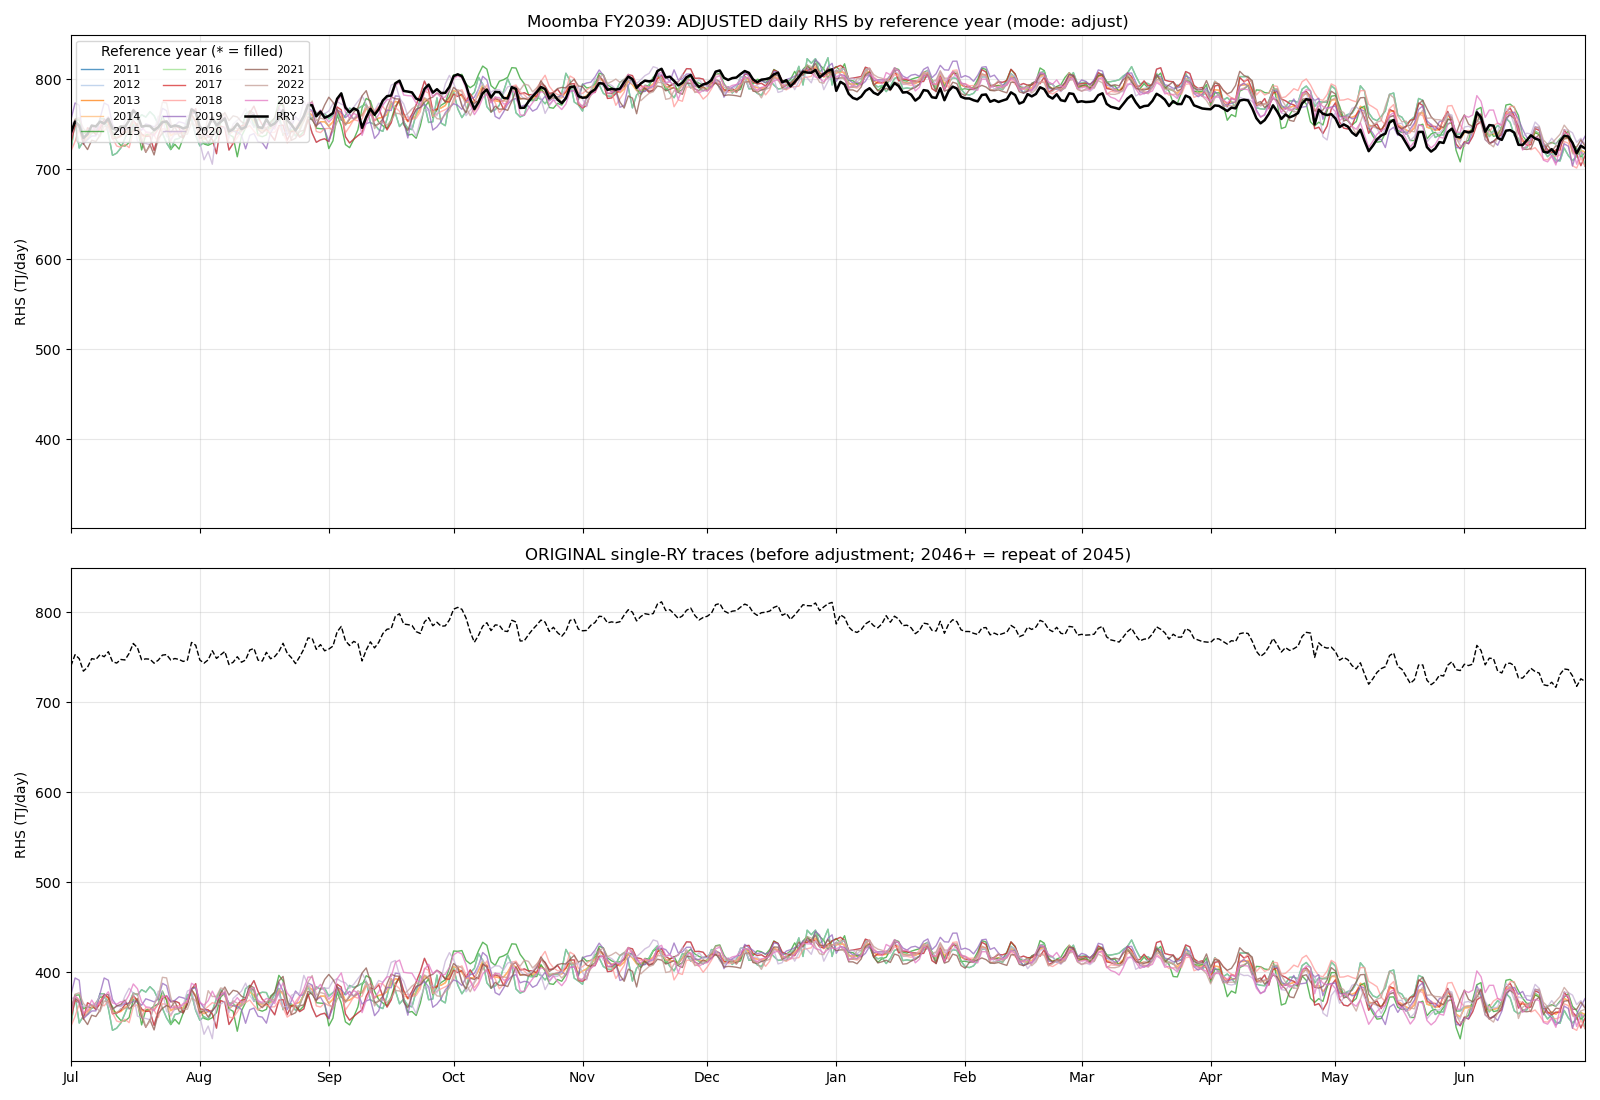 Moomba FY2039: ADJUSTED daily RHS by reference year (mode: adjust)
Reference year (* = filled)
2011 2016 2021
2012 2017 2022
2013 2018 2023
2014 2019 RRY
2015 2020
800
700
600
500
400
RHS (TJ/day)
ORIGINAL single-RY traces (before adjustment; 2046+ = repeat of 2045)
800
700
600
500
400
RHS (TJ/day)
Jul Aug Sep Oct Nov Dec Jan Feb Mar Apr May Jun